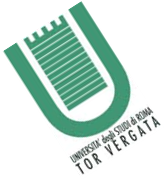 UNIVERSITA' degli STUDI di ROMA
TOR VERGATA